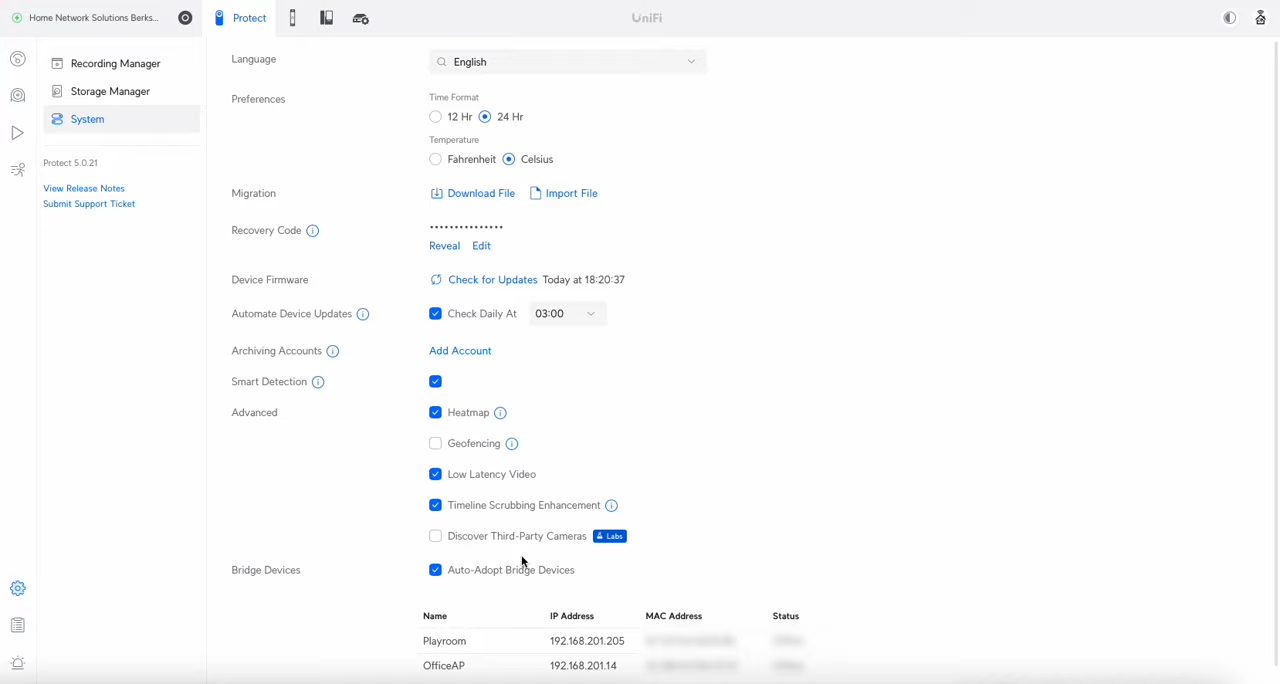 Home Network Solutions Berks...
Protect
UniFi
Recording Manager
Storage Manager
System
Protect 5.0.21
View Release Notes
Submit Support Ticket
Language
English
Preferences
Time Format
12 Hr 24 Hr
Temperature
Fahrenheit Celsius
Migration
Download File Import File
Recovery Code
•••••••••••••••
Reveal Edit
Device Firmware
Check for Updates Today at 18:20:37
Automate Device Updates
Check Daily At 03:00
Archiving Accounts
Add Account
Smart Detection
Advanced
Heatmap
Geofencing
Low Latency Video
Timeline Scrubbing Enhancement
Discover Third-Party Cameras Labs
Bridge Devices
Auto-Adopt Bridge Devices
Name IP Address MAC Address Status
Playroom 192.168.201.205
OfficeAP 192.168.201.14